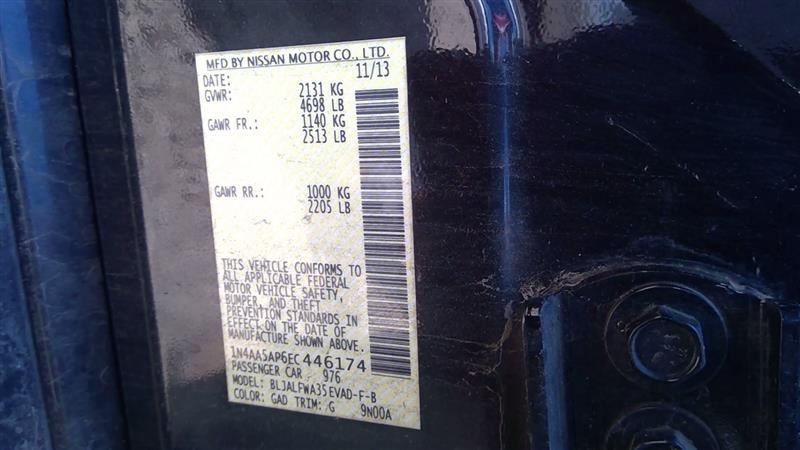 MFD BY NISSAN MOTOR CO., LTD.
DATE: 11/13
GVWR: 2131 KG
4698 LB
GAWR FR.: 1140 KG
2513 LB
GAWR RR.: 1000 KG
2205 LB
THIS VEHICLE CONFORMS TO
ALL APPLICABLE FEDERAL
MOTOR VEHICLE SAFETY,
BUMPER, AND THEFT
PREVENTION STANDARDS IN
EFFECT ON THE DATE OF
MANUFACTURE SHOWN ABOVE.
1N4AA5AP6EC446174
PASSENGER CAR 976
MODEL: BLJALFWA35EVAD-F-B
COLOR: GAD TRIM: G 9N00A